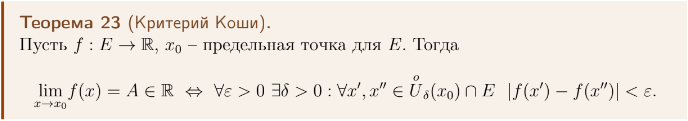 Теорема 23 (Критерий Коши).
Пусть f : E → ℝ, x₀ – предельная точка для E. Тогда
lim_{x→x₀} f(x) = A ∈ ℝ ⇔ ∀ε > 0 ∃δ > 0 : ∀x′, x″ ∈ Ů_δ(x₀) ∩ E |f(x′) − f(x″)| < ε.